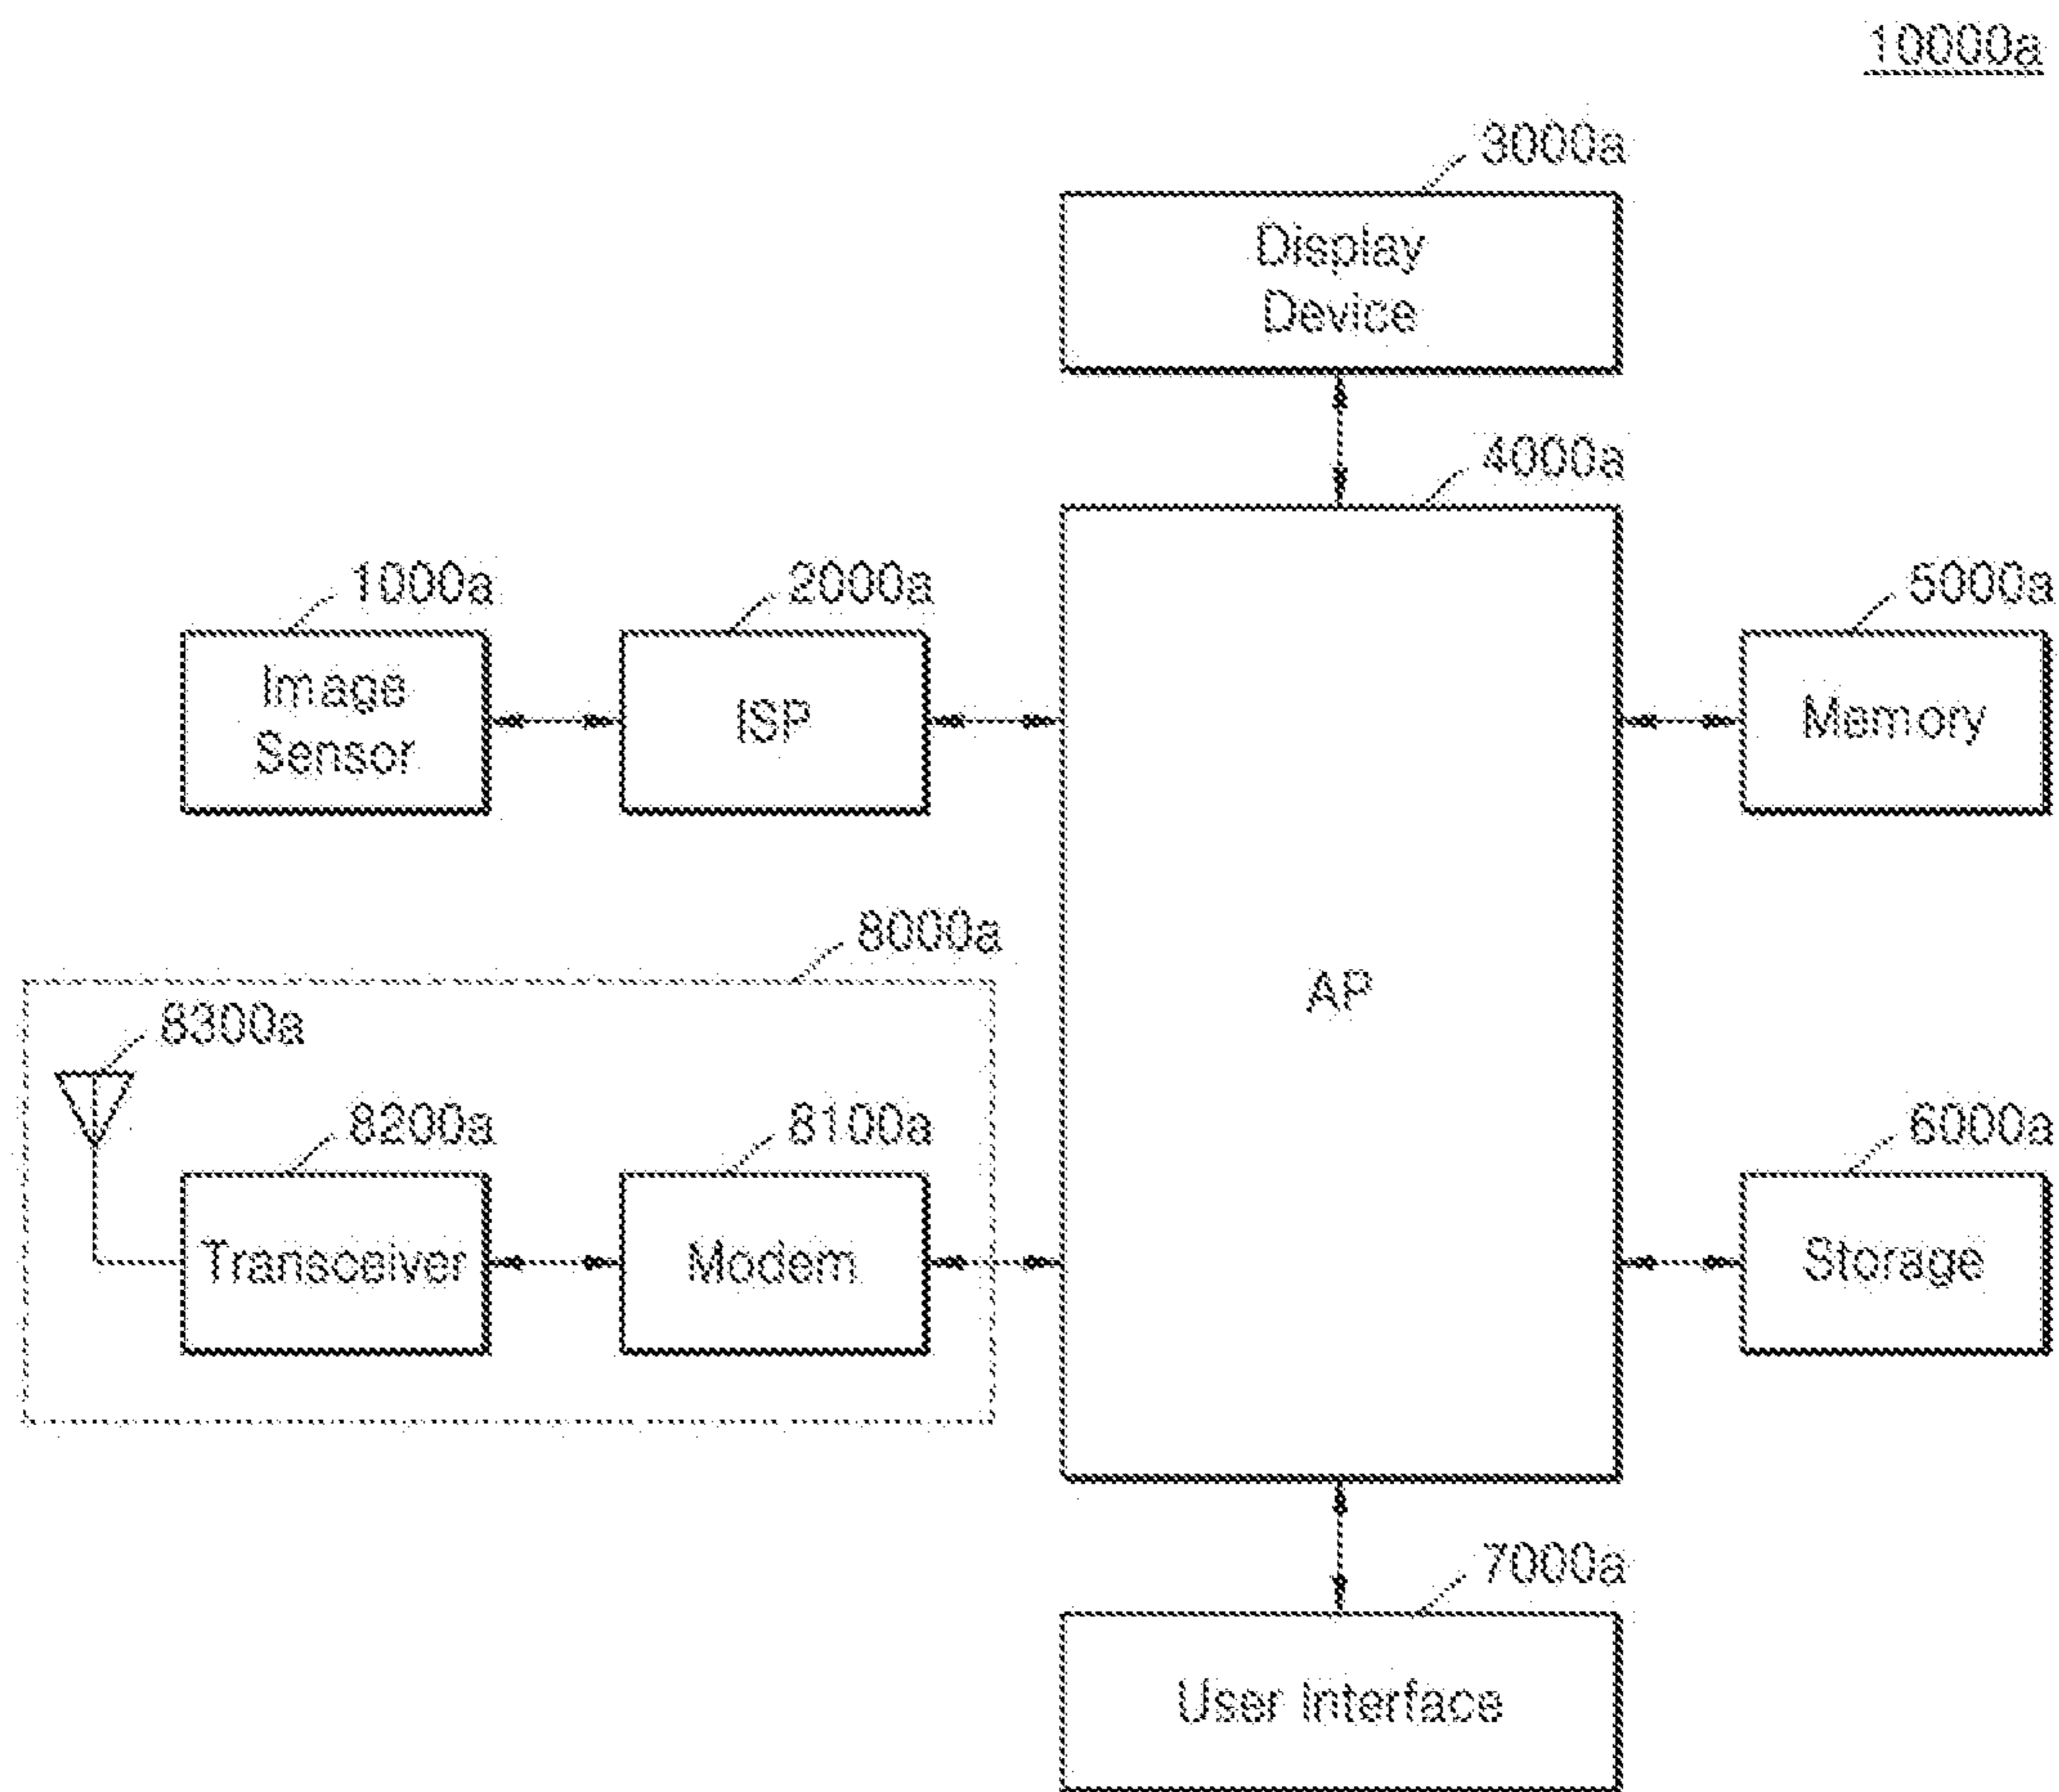 10000a
3000a
Display
Device
4000a
1000a
2000a
5000a
Image
Sensor
ISP
Memory
8000a
AP
8300a
8200a
8100a
6000a
Transceiver
Modem
Storage
7000a
User Interface